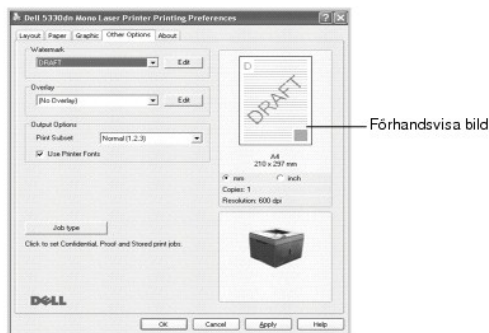 Dell 5330dn Mono Laser Printer Printing Preferences
Layout Paper Graphic Other Options About
Watermark
DRAFT Edit
Overlay
(No Overlay) Edit
Output Options
Print Subset Normal (1,2,3)
Use Printer Fonts
Job type
Click to set Confidential, Proof and Stored print jobs.
DELL
D
DRAFT
A4
210 x 297 mm
mm inch
Copies: 1
Resolution: 600 dpi
OK Cancel Apply Help
Förhandsvisa bild